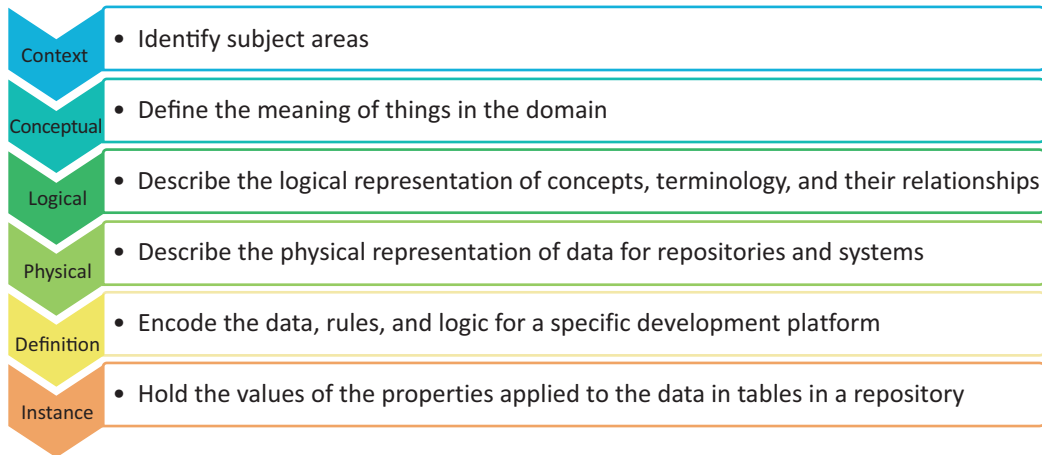 Context
• Identify subject areas
Conceptual
• Define the meaning of things in the domain
Logical
• Describe the logical representation of concepts, terminology, and their relationships
Physical
• Describe the physical representation of data for repositories and systems
Definition
• Encode the data, rules, and logic for a specific development platform
Instance
• Hold the values of the properties applied to the data in tables in a repository